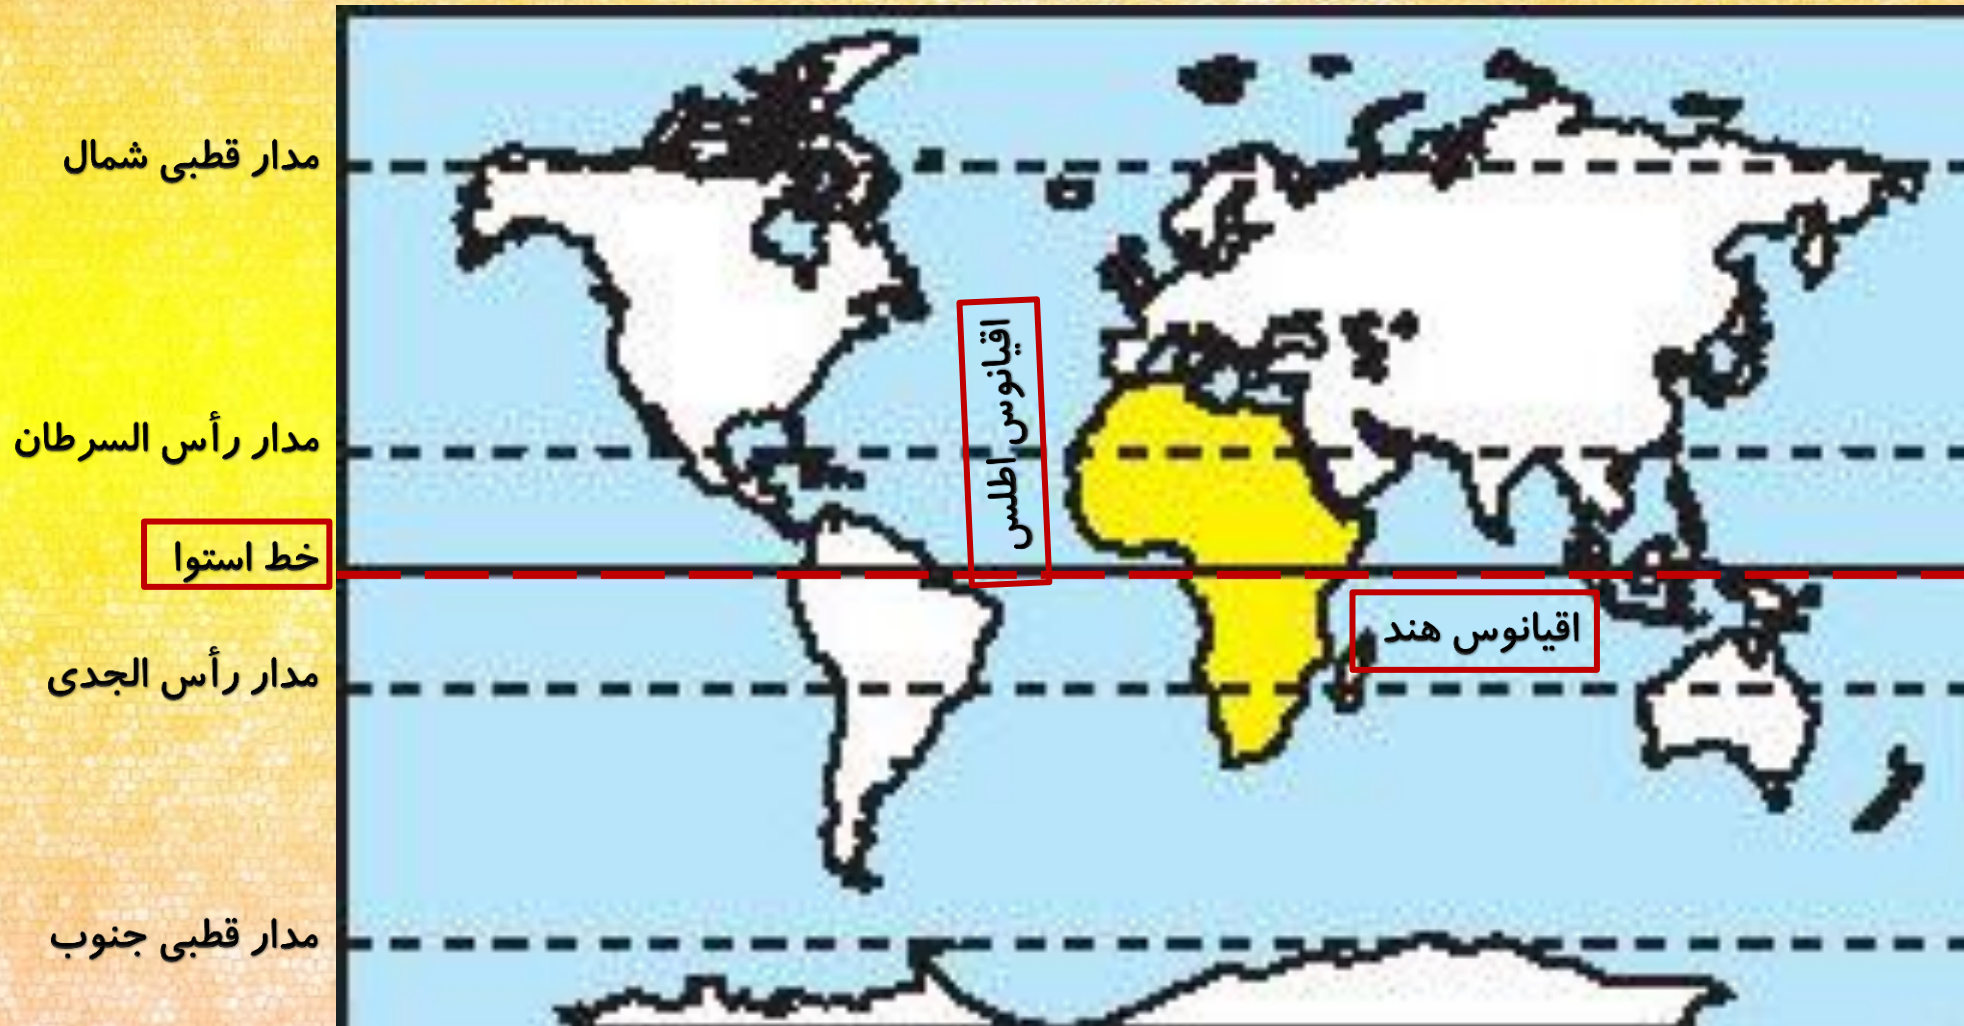 مدار قطبی شمال
مدار رأس السرطان
خط استوا
مدار رأس الجدی
مدار قطبی جنوب
اقیانوس اطلس
اقیانوس هند